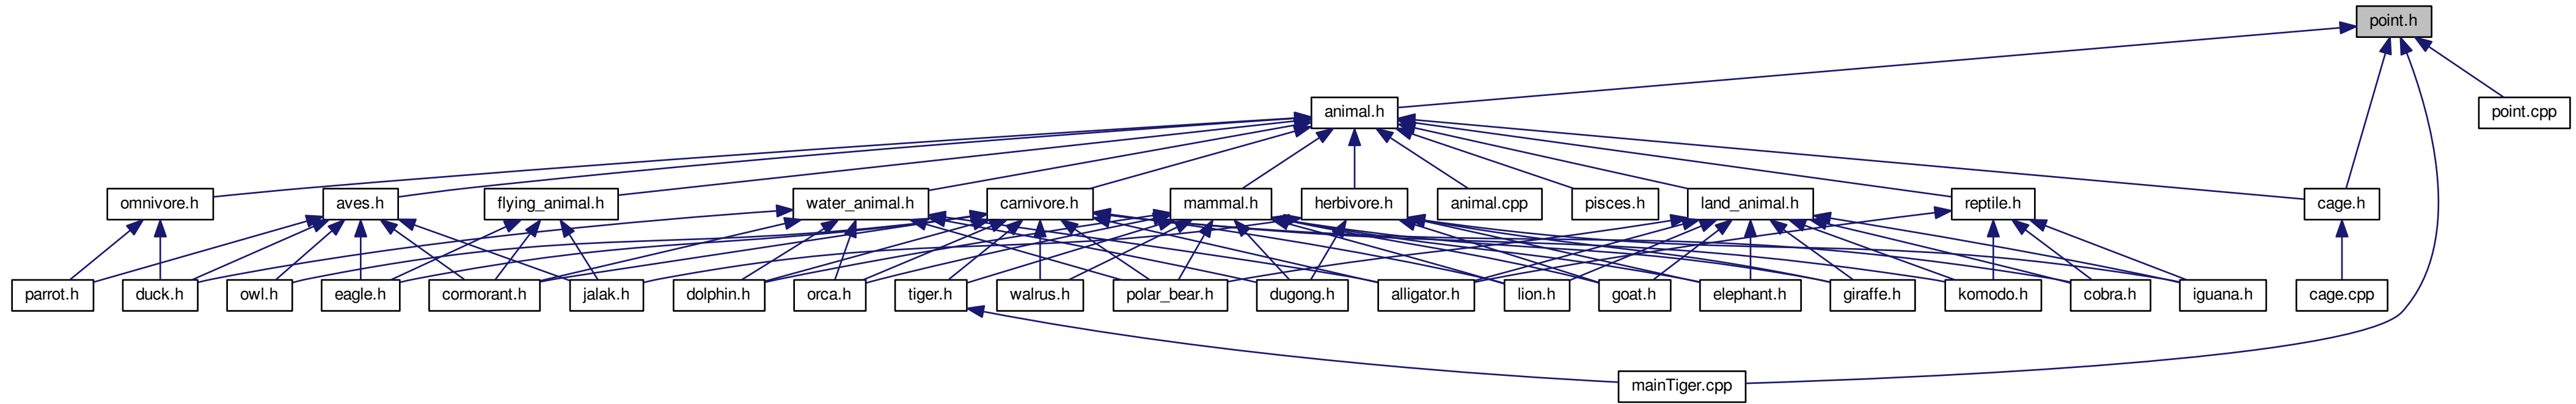 point.h
animal.h
point.cpp
omnivore.h
aves.h
flying_animal.h
water_animal.h
carnivore.h
mammal.h
herbivore.h
animal.cpp
pisces.h
land_animal.h
reptile.h
cage.h
parrot.h
duck.h
owl.h
eagle.h
cormorant.h
jalak.h
dolphin.h
orca.h
tiger.h
walrus.h
polar_bear.h
dugong.h
alligator.h
lion.h
goat.h
elephant.h
giraffe.h
komodo.h
cobra.h
iguana.h
cage.cpp
mainTiger.cpp